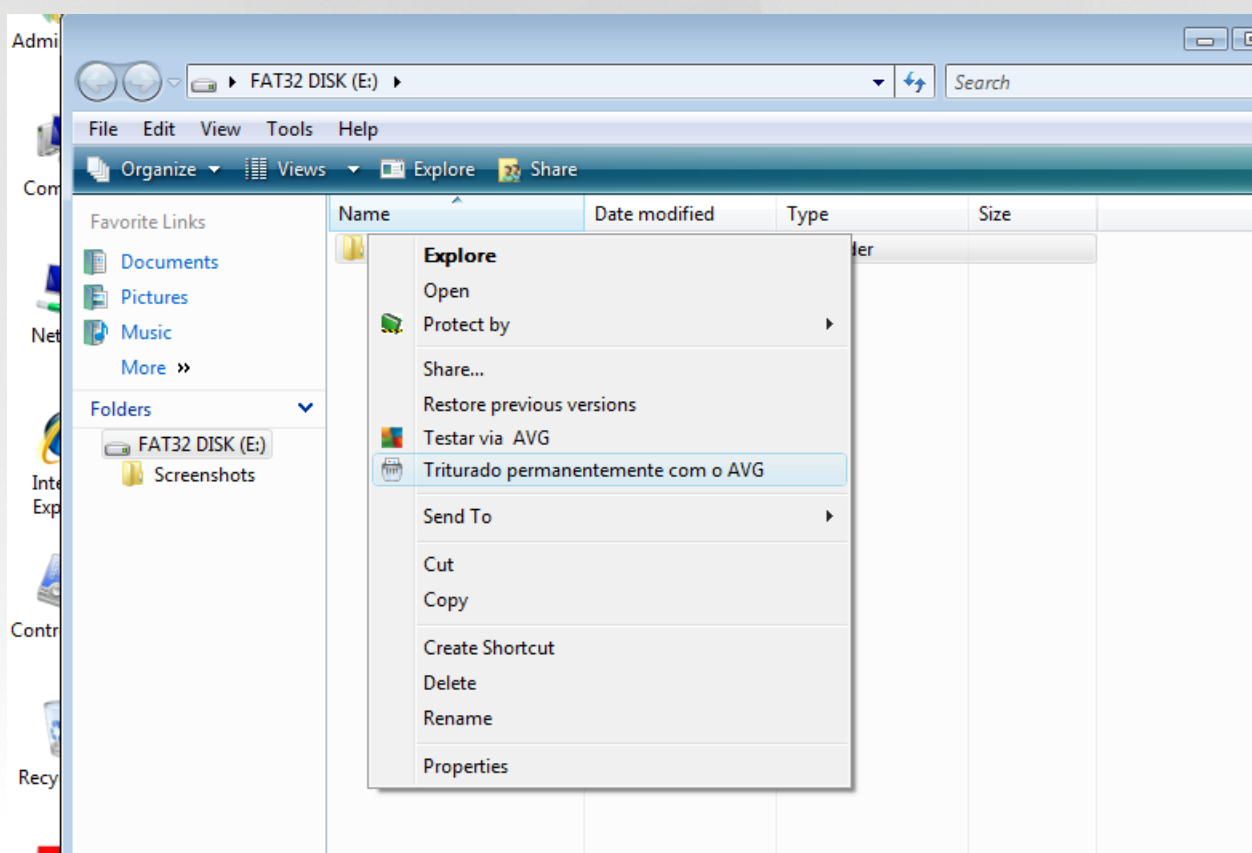 Admi
FAT32 DISK (E:)
Search
File Edit View Tools Help
Organize Views Explore Share
Com
Favorite Links
Name Date modified Type Size
der
Documents
Pictures
Music
More »
Net
Folders
FAT32 DISK (E:)
Screenshots
Inte
Exp
Contr
Recy
Explore
Open
Protect by
Share...
Restore previous versions
Testar via AVG
Triturado permanentemente com o AVG
Send To
Cut
Copy
Create Shortcut
Delete
Rename
Properties